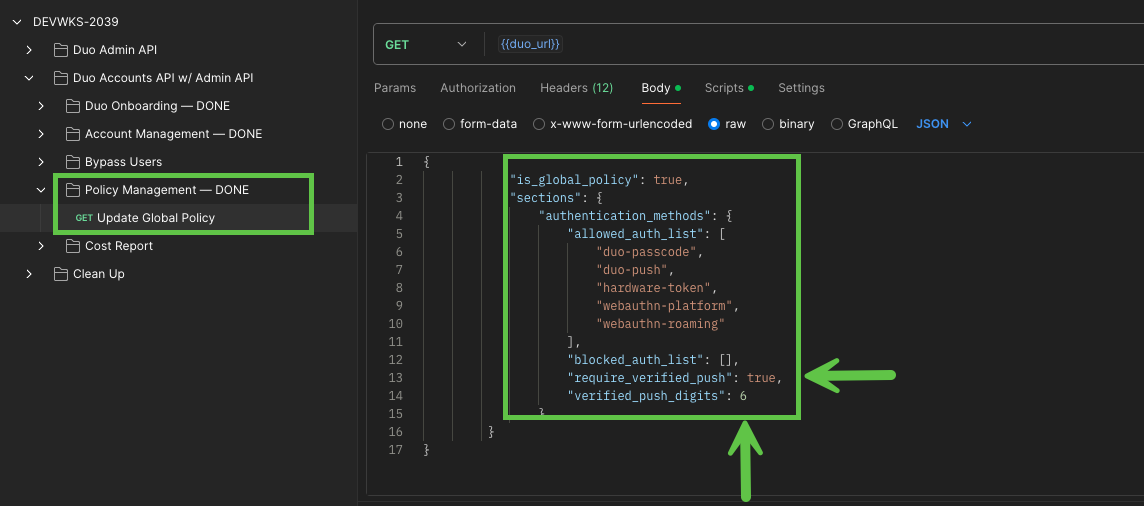 DEVWKS-2039
Duo Admin API
Duo Accounts API w/ Admin API
Duo Onboarding — DONE
Account Management — DONE
Bypass Users
Policy Management — DONE
GET Update Global Policy
Cost Report
Clean Up
GET {{duo_url}}
Params Authorization Headers (12) Body Scripts Settings
none form-data x-www-form-urlencoded raw binary GraphQL JSON
1 {
2 "is_global_policy": true,
3 "sections": {
4 "authentication_methods": {
5 "allowed_auth_list": [
6 "duo-passcode",
7 "duo-push",
8 "hardware-token",
9 "webauthn-platform",
10 "webauthn-roaming"
11 ],
12 "blocked_auth_list": [],
13 "require_verified_push": true,
14 "verified_push_digits": 6
15 }
16 }
17 }